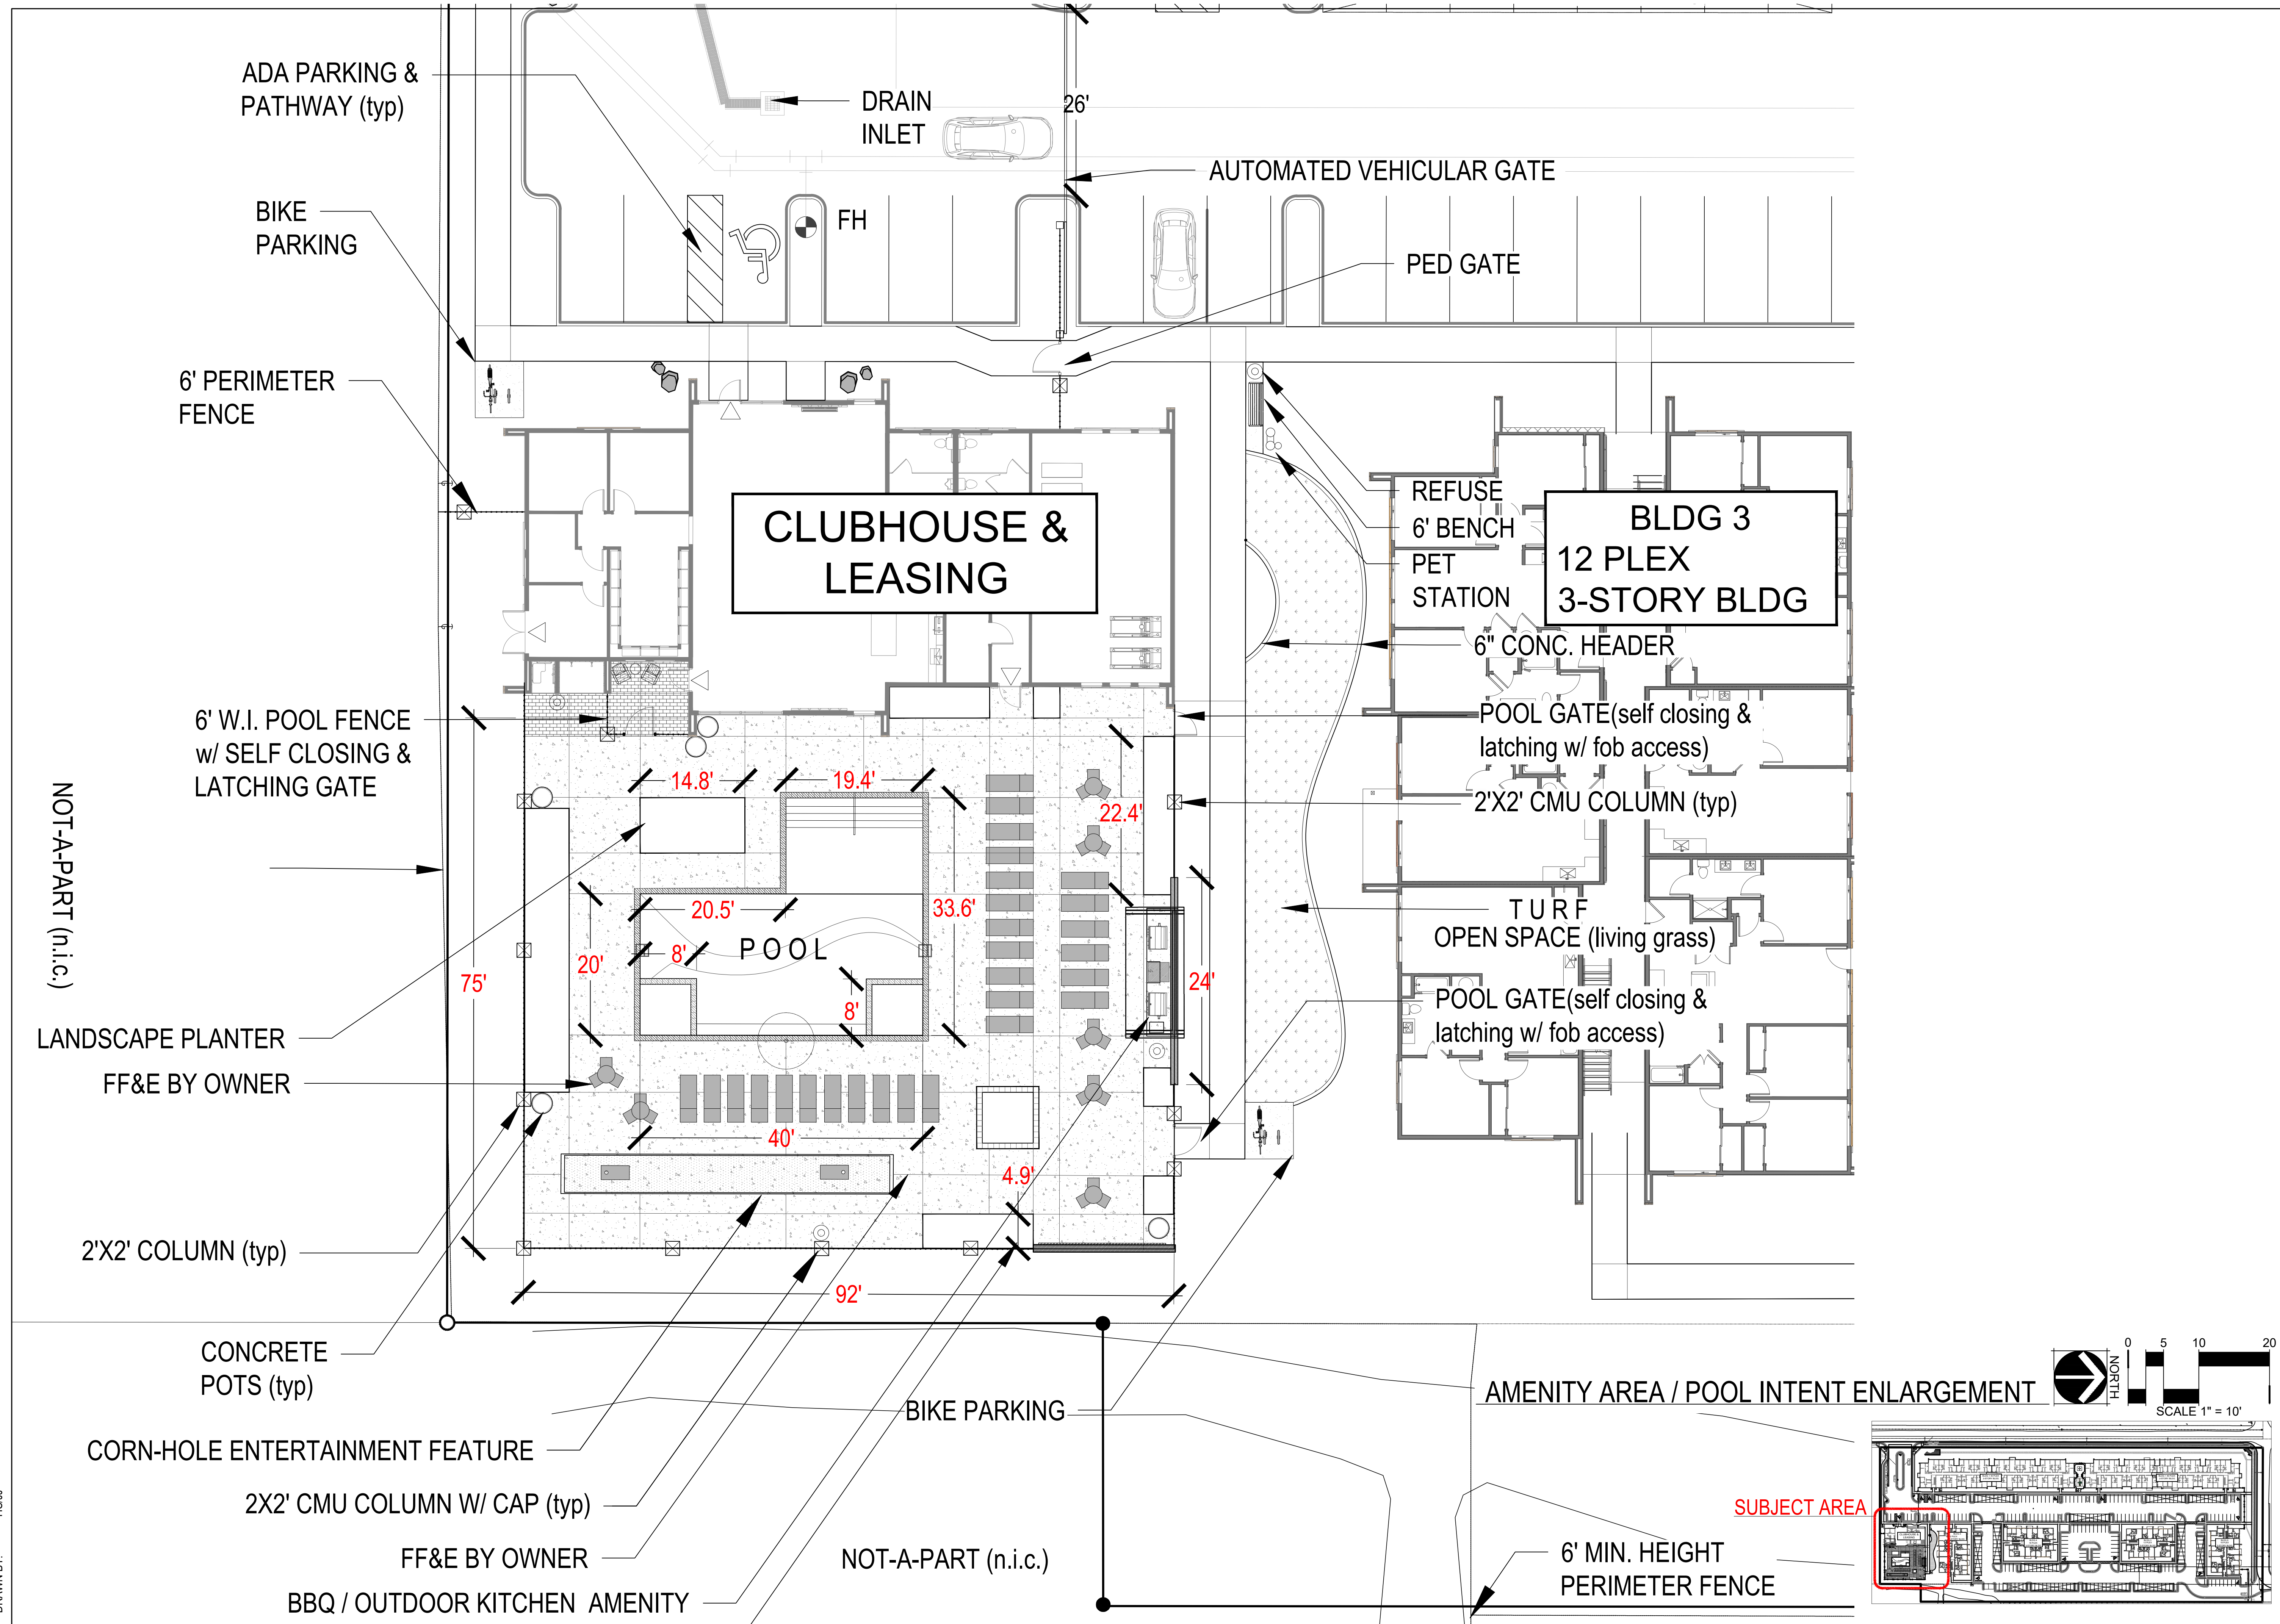 ADA PARKING &
PATHWAY (typ)
DRAIN
INLET
26'
AUTOMATED VEHICULAR GATE
BIKE
PARKING
FH
PED GATE
6' PERIMETER
FENCE
CLUBHOUSE &
LEASING
REFUSE
6' BENCH
PET
STATION
BLDG 3
12 PLEX
3-STORY BLDG
6" CONC. HEADER
6' W.I. POOL FENCE
w/ SELF CLOSING &
LATCHING GATE
POOL GATE(self closing &
latching w/ fob access)
14.8'
19.4'
22.4'
2'X2' CMU COLUMN (typ)
NOT-A-PART (n.i.c.)
20.5'
33.6'
TURF
OPEN SPACE (living grass)
8'
POOL
20'
75'
24'
8'
POOL GATE(self closing &
latching w/ fob access)
LANDSCAPE PLANTER
FF&E BY OWNER
40'
4.9'
2'X2' COLUMN (typ)
92'
CONCRETE
POTS (typ)
BIKE PARKING
AMENITY AREA / POOL INTENT ENLARGEMENT
NORTH
0 5 10 20
SCALE 1" = 10'
CORN-HOLE ENTERTAINMENT FEATURE
2X2' CMU COLUMN W/ CAP (typ)
SUBJECT AREA
FF&E BY OWNER
NOT-A-PART (n.i.c.)
6' MIN. HEIGHT
PERIMETER FENCE
BBQ / OUTDOOR KITCHEN AMENITY